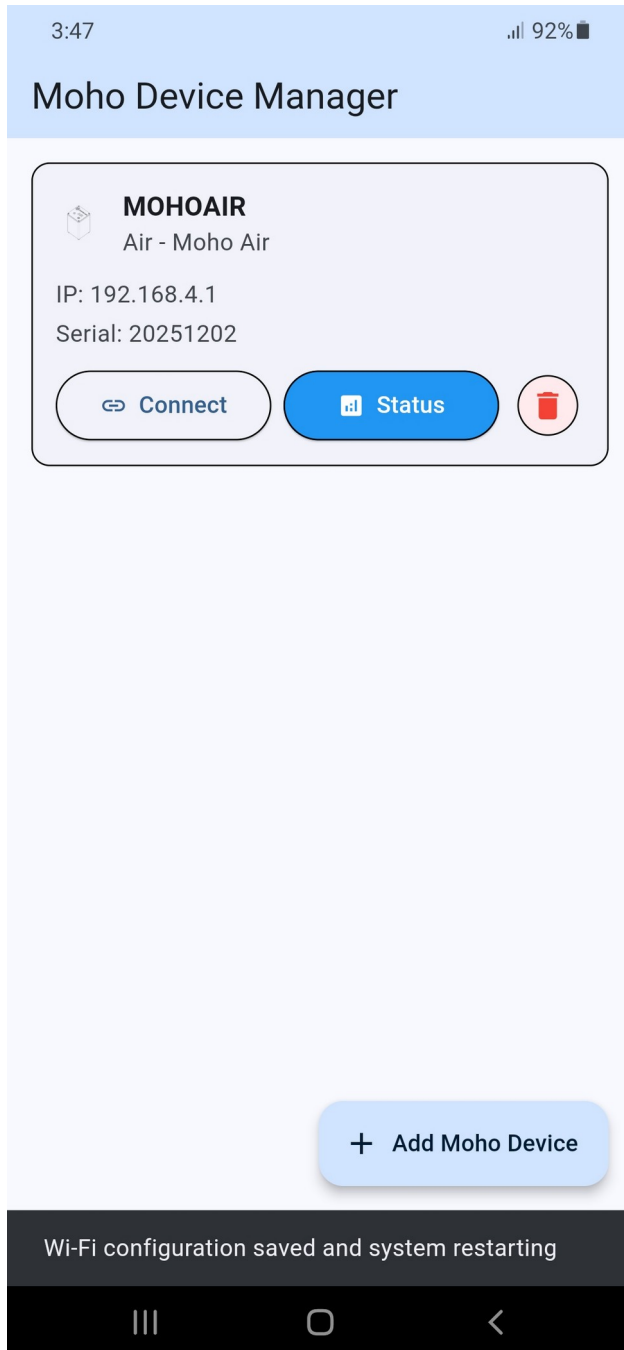 3:47
92%
Moho Device Manager
MOHOAIR
Air - Moho Air
IP: 192.168.4.1
Serial: 20251202
Connect
Status
+ Add Moho Device
Wi-Fi configuration saved and system restarting